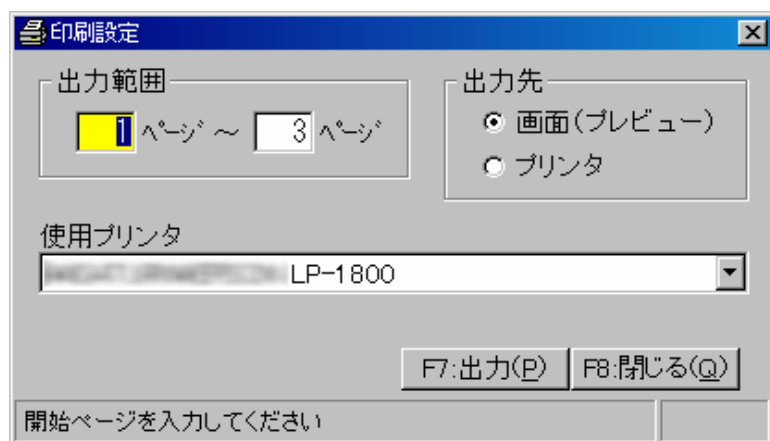 印刷設定
出力範囲
1 ﾍﾟｰｼﾞ ～ 3 ﾍﾟｰｼﾞ
出力先
画面(プレビュー)
プリンタ
使用プリンタ
LP-1800
F7:出力(P) F8:閉じる(Q)
開始ページを入力してください